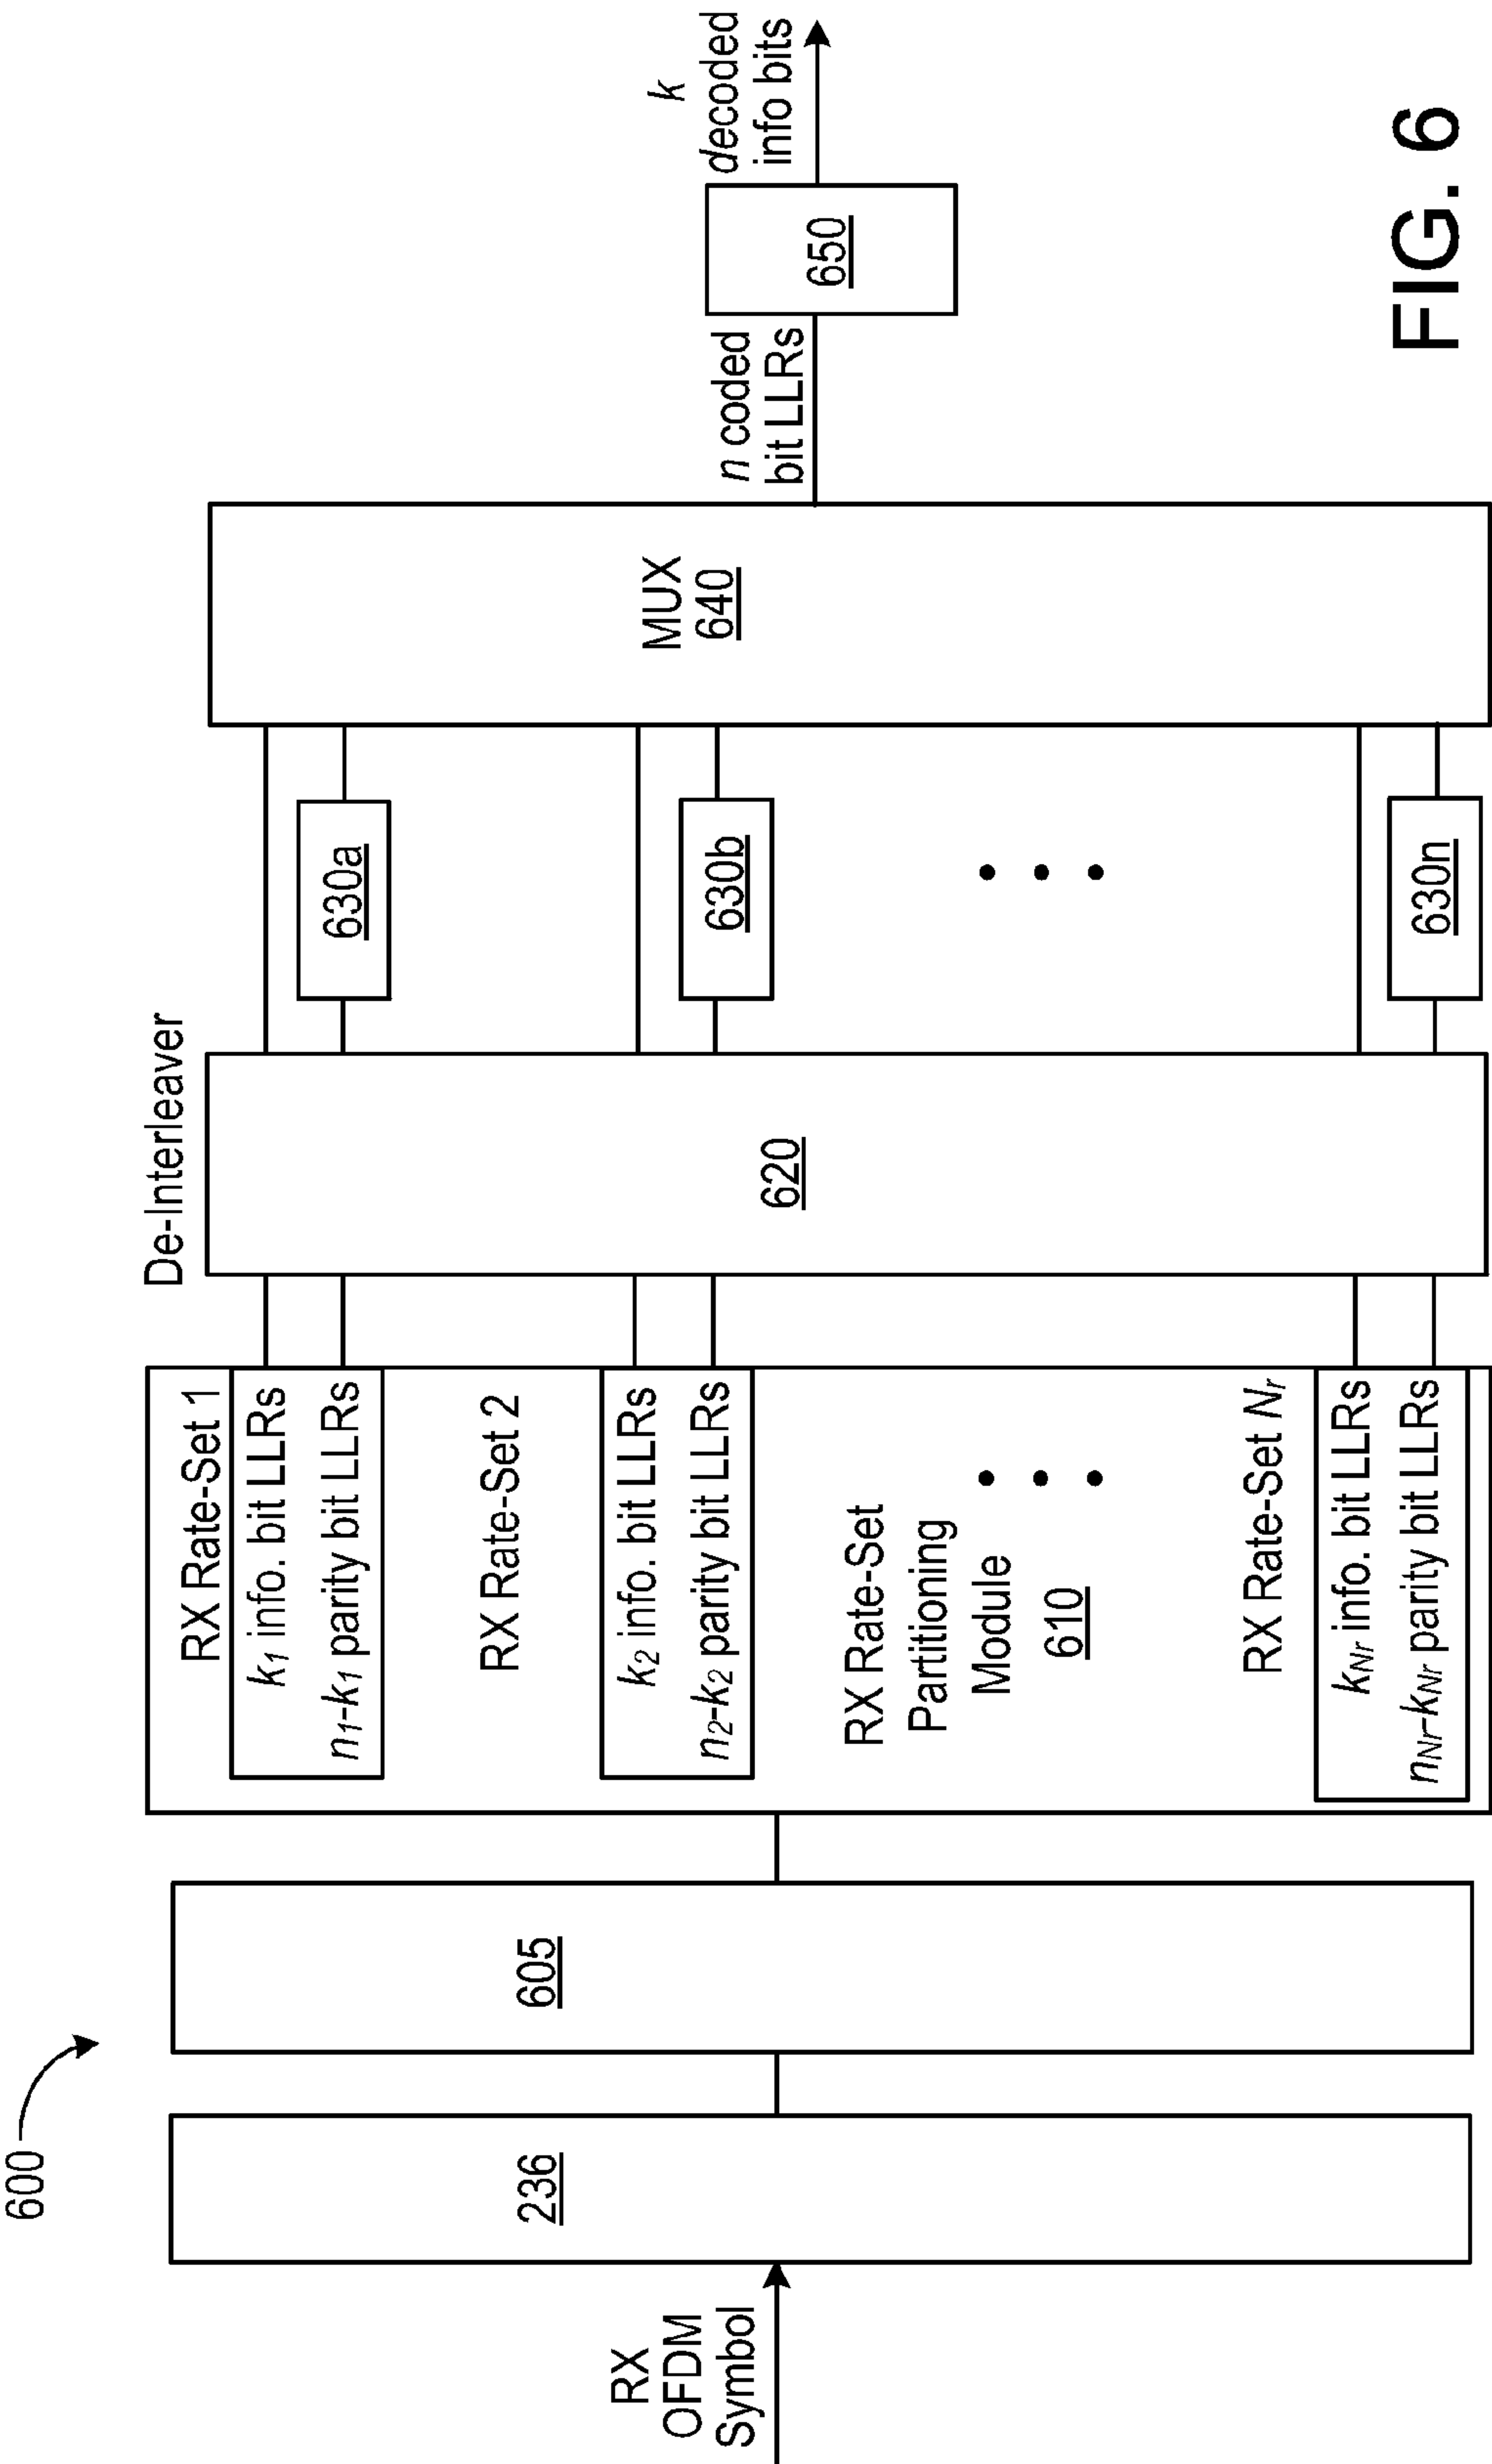 600
RX
OFDM
Symbol
236
605
RX Rate-Set 1
k1 info. bit LLRs
n1-k1 parity bit LLRs
RX Rate-Set 2
k2 info. bit LLRs
n2-k2 parity bit LLRs
RX Rate-Set
Partitioning
Module
610
RX Rate-Set Nr
kNr info. bit LLRs
nNr-kNr parity bit LLRs
De-Interleaver
620
630a
630b
630n
MUX
640
n coded
bit LLRs
650
k
decoded
info bits
FIG. 6